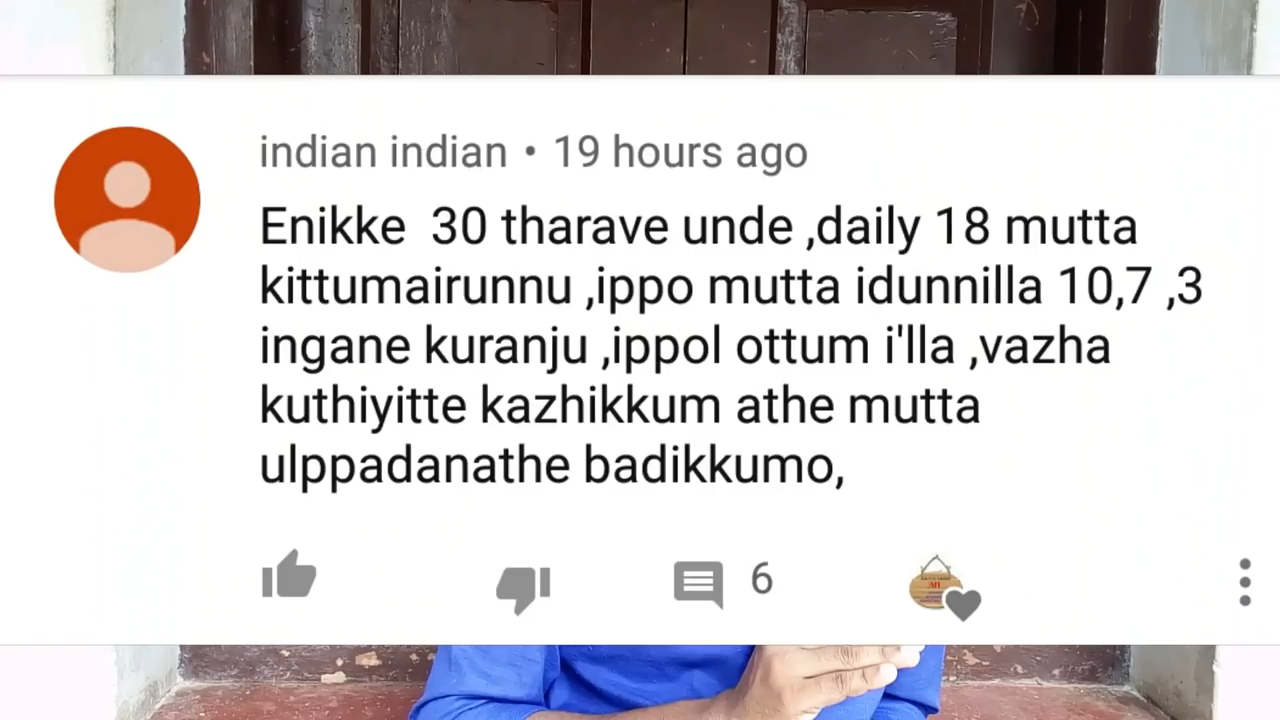 indian indian • 19 hours ago
Enikke 30 tharave unde ,daily 18 mutta
kittumairunnu ,ippo mutta idunnilla 10,7 ,3
ingane kuranju ,ippol ottum i'lla ,vazha
kuthiyitte kazhikkum athe mutta
ulppadanathe badikkumo,
6